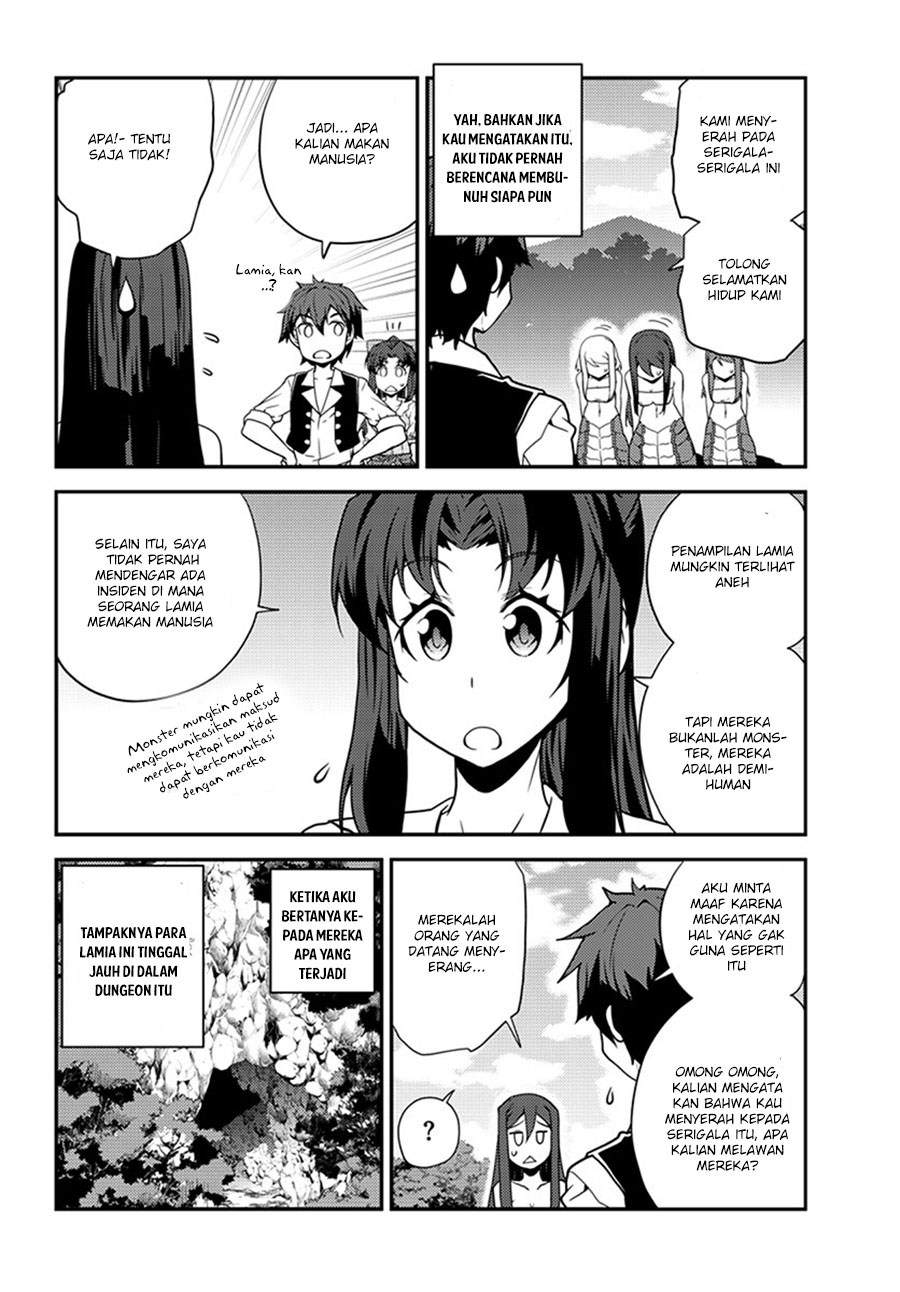 KAMI MENY-
ERAH PADA
SERIGALA-
SERIGALA INI
TOLONG
SELAMATKAN
HIDUP KAMI
YAH, BAHKAN JIKA
KAU MENGATAKAN ITU,
AKU TIDAK PERNAH
BERENCANA MEMBU-
NUH SIAPA PUN
JADI... APA
KALIAN MAKAN
MANUSIA?
Lamia, kan
...?
APA!- TENTU
SAJA TIDAK!
PENAMPILAN LAMIA
MUNGKIN TERLIHAT
ANEH
TAPI MEREKA
BUKANLAH MONS-
TER, MEREKA
ADALAH DEMI-
HUMAN
SELAIN ITU, SAYA
TIDAK PERNAH
MENDENGAR ADA
INSIDEN DI MANA
SEORANG LAMIA
MEMAKAN MANUSIA
Monster mungkin dapat
mengkomunikasikan maksud
mereka, tetapi kau tidak
dapat berkomunikasi
dengan mereka
AKU MINTA
MAAF KARENA
MENGATAKAN
HAL YANG GAK
GUNA SEPERTI
ITU
OMONG OMONG,
KALIAN MENGATA
KAN BAHWA KAU
MENYERAH KEPADA
SERIGALA ITU, APA
KALIAN MELAWAN
MEREKA?
MEREKALAH
ORANG YANG
DATANG MENY-
ERANG...
?
KETIKA AKU
BERTANYA KE-
PADA MEREKA
APA YANG
TERJADI
TAMPAKNYA PARA
LAMIA INI TINGGAL
JAUH DI DALAM
DUNGEON ITU